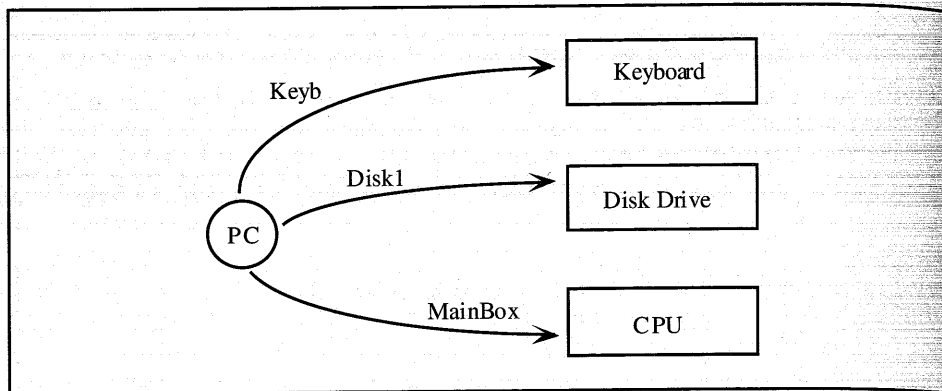 Keyboard
Keyb
Disk1
Disk Drive
PC
MainBox
CPU